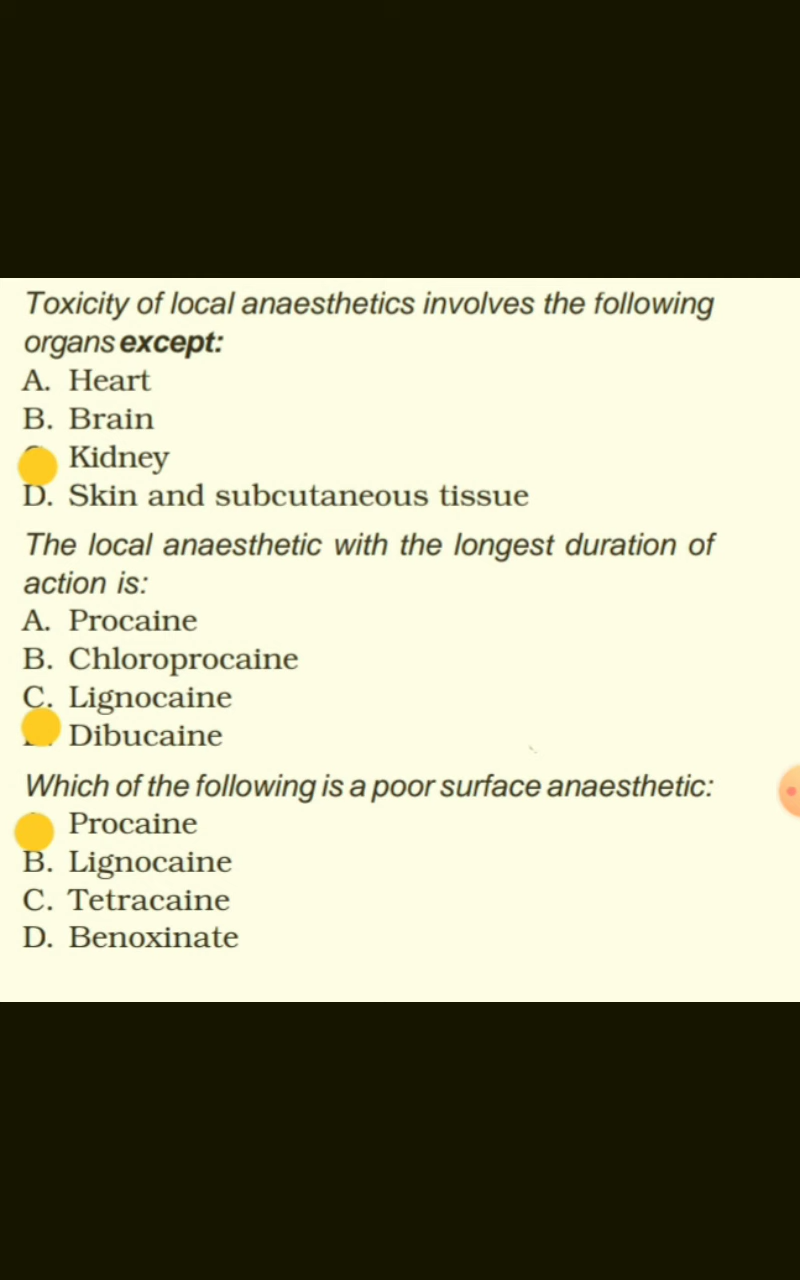 Toxicity of local anaesthetics involves the following
organs except:
A. Heart
B. Brain
Kidney
D. Skin and subcutaneous tissue
The local anaesthetic with the longest duration of
action is:
A. Procaine
B. Chloroprocaine
C. Lignocaine
Dibucaine
Which of the following is a poor surface anaesthetic:
Procaine
B. Lignocaine
C. Tetracaine
D. Benoxinate